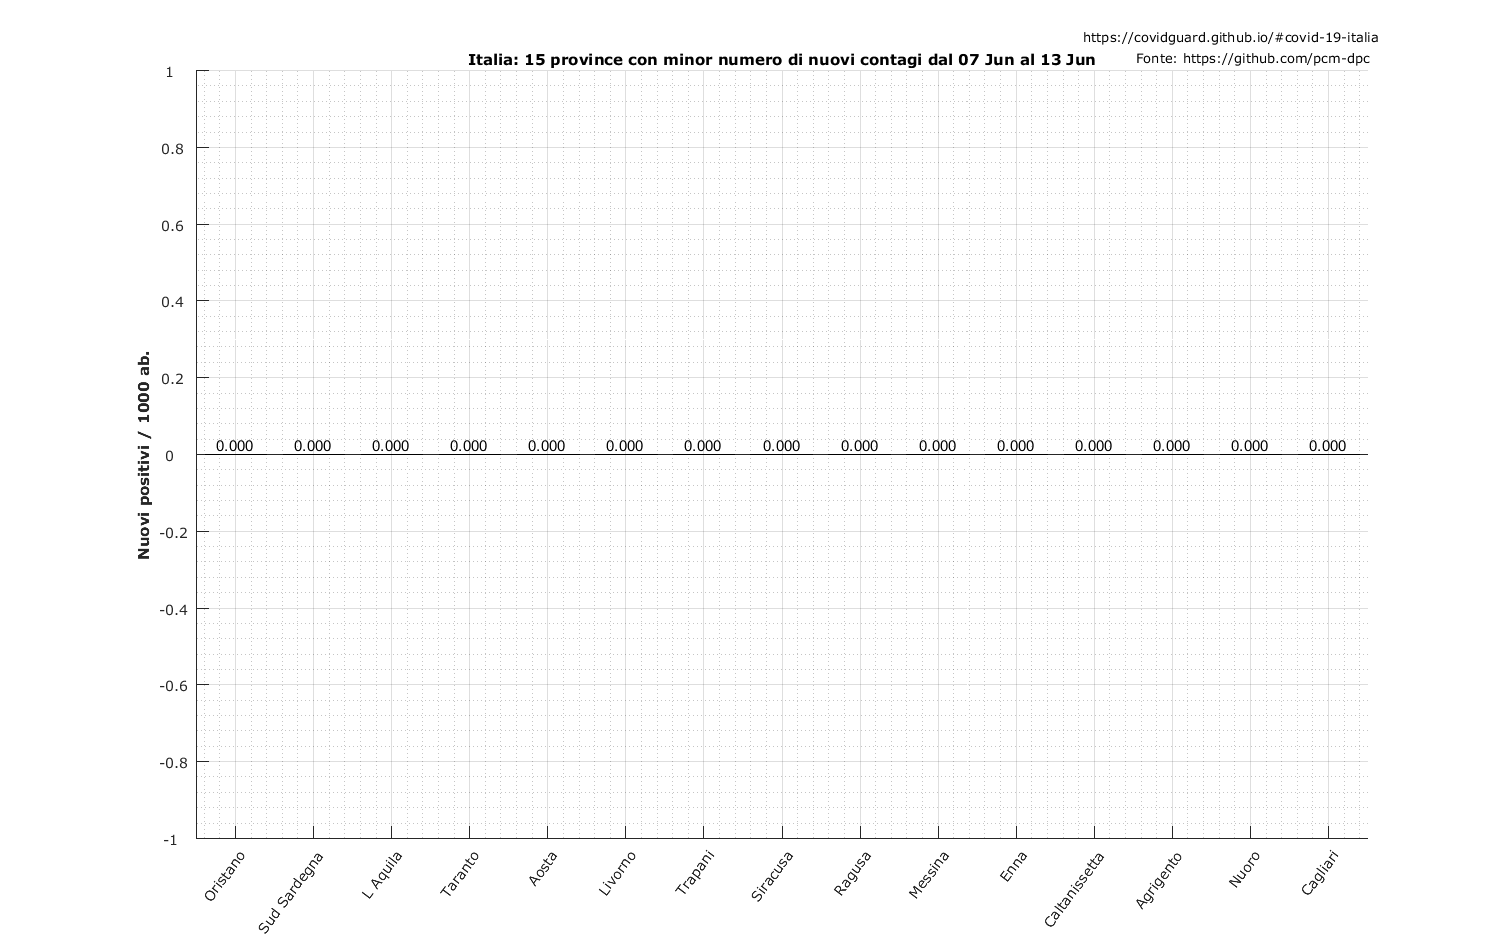 https://covidguard.github.io/#covid-19-italia
Italia: 15 province con minor numero di nuovi contagi dal 07 Jun al 13 Jun
Fonte: https://github.com/pcm-dpc
Nuovi positivi / 1000 ab.
1
0.8
0.6
0.4
0.2
0
-0.2
-0.4
-0.6
-0.8
-1
0.000 0.000 0.000 0.000 0.000 0.000 0.000 0.000 0.000 0.000 0.000 0.000 0.000 0.000 0.000
Oristano
Sud Sardegna
L Aquila
Taranto
Aosta
Livorno
Trapani
Siracusa
Ragusa
Messina
Enna
Caltanissetta
Agrigento
Nuoro
Cagliari